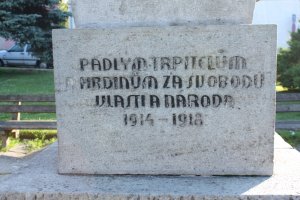 PADLÝM TRPITELŮM
A HRDINŮM ZA SVOBODU
VLASTI A NÁRODA
1914 - 1918